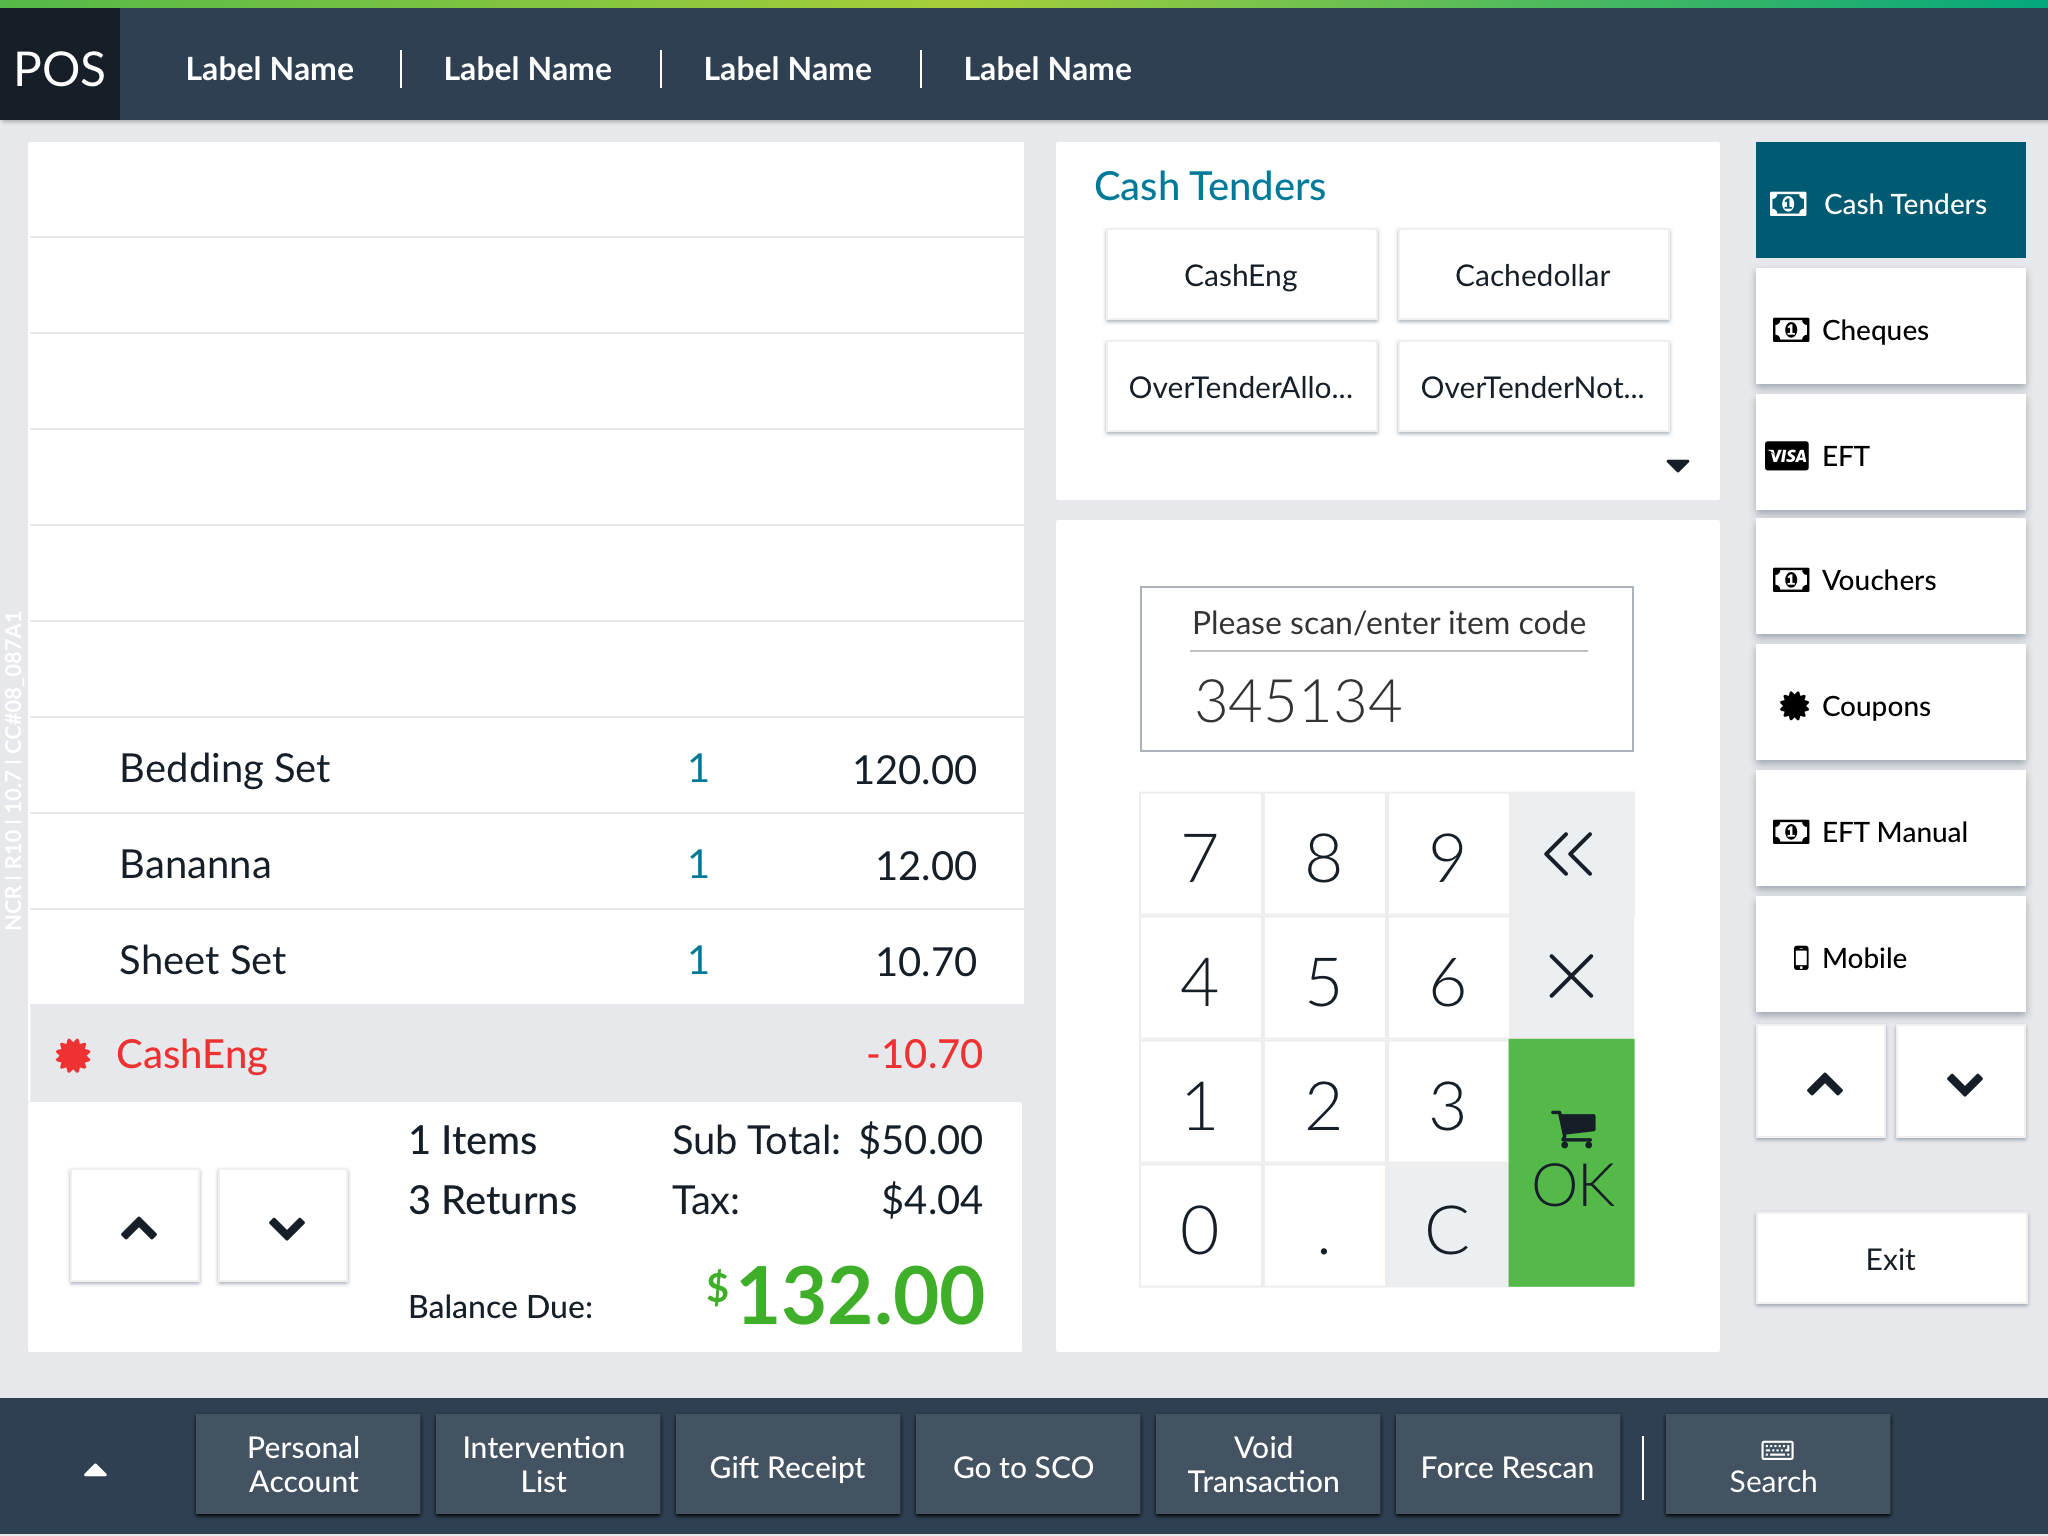 POS
Label Name
Label Name
Label Name
Label Name
NCR | R10 | 10.7 | CC#08_087A1
Bedding Set 1 120.00
Bananna 1 12.00
Sheet Set 1 10.70
CashEng -10.70
1 Items Sub Total: $50.00
3 Returns Tax: $4.04
Balance Due: $132.00
Cash Tenders
CashEng
Cachedollar
OverTenderAllo...
OverTenderNot...
Please scan/enter item code
345134
7 8 9
4 5 6
1 2 3
0 . C
OK
Cash Tenders
Cheques
VISA EFT
Vouchers
Coupons
EFT Manual
Mobile
Exit
Personal
Account
Intervention
List
Gift Receipt
Go to SCO
Void
Transaction
Force Rescan
Search